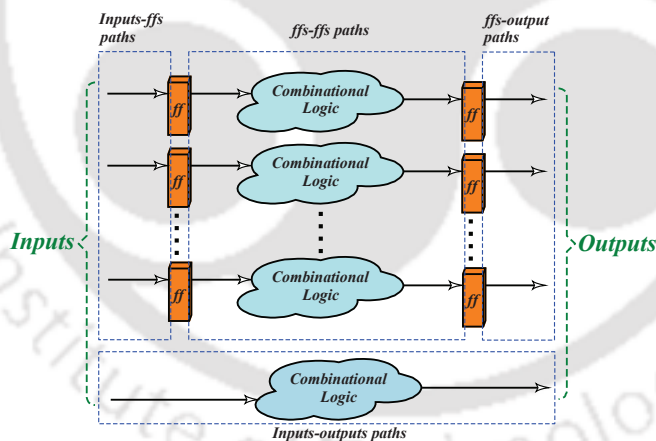 Inputs-ffs
paths
ffs-ffs paths
ffs-output
paths
Combinational
Logic
ff
ff
Combinational
Logic
ff
ff
Inputs
Outputs
Combinational
Logic
ff
ff
Combinational
Logic
Inputs-outputs paths